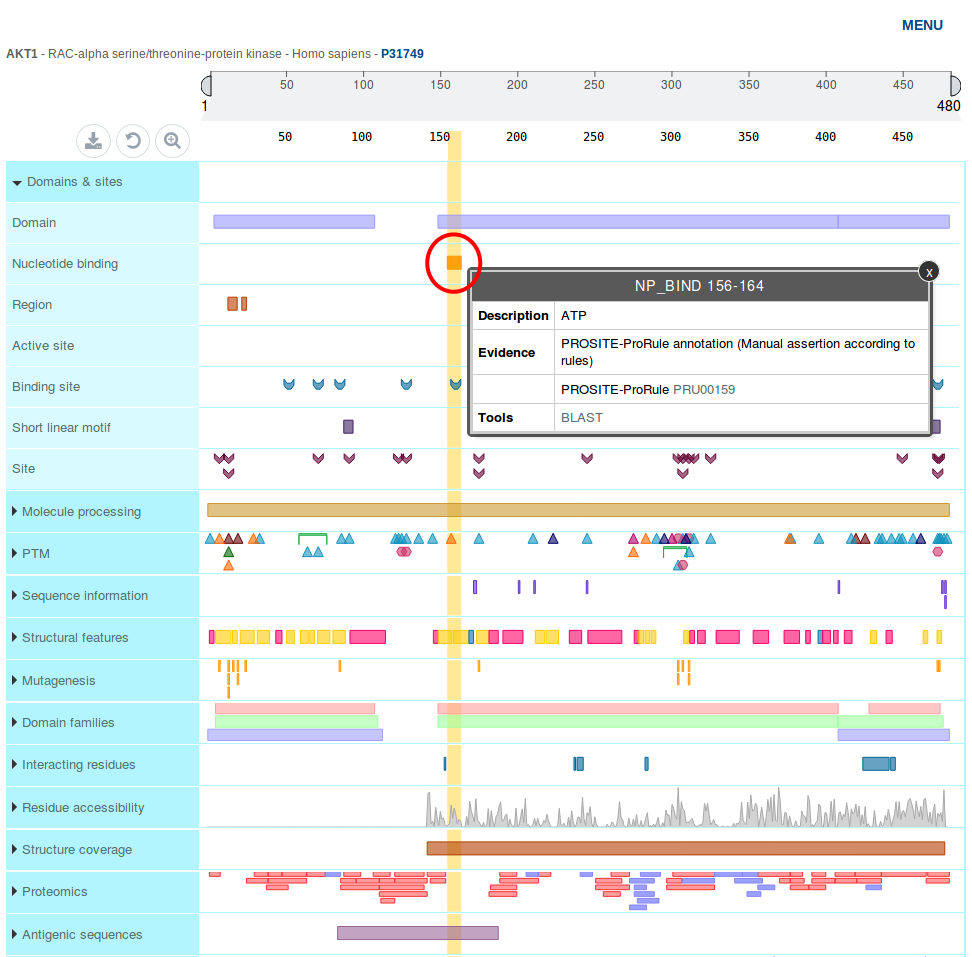 MENU
AKT1 - RAC-alpha serine/threonine-protein kinase - Homo sapiens - P31749
50 100 150 200 250 300 350 400 450
1 480
50 100 150 200 250 300 350 400 450
Domains & sites
Domain
Nucleotide binding
NP_BIND 156-164 x
Description ATP
Region
Evidence PROSITE-ProRule annotation (Manual assertion according to
rules)
Active site
PROSITE-ProRule PRU00159
Binding site
Tools BLAST
Short linear motif
Site
Molecule processing
PTM
Sequence information
Structural features
Mutagenesis
Domain families
Interacting residues
Residue accessibility
Structure coverage
Proteomics
Antigenic sequences